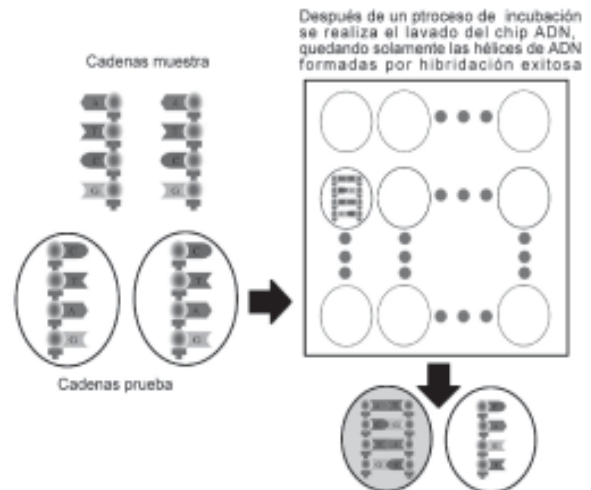 Después de un ptroceso de incubación
se realiza el lavado del chip ADN,
quedando solamente las hélices de ADN
formadas por hibridación exitosa
Cadenas muestra
A
A
T
C
C
G
G
C
C
T
T
A
A
G
G
Cadenas prueba